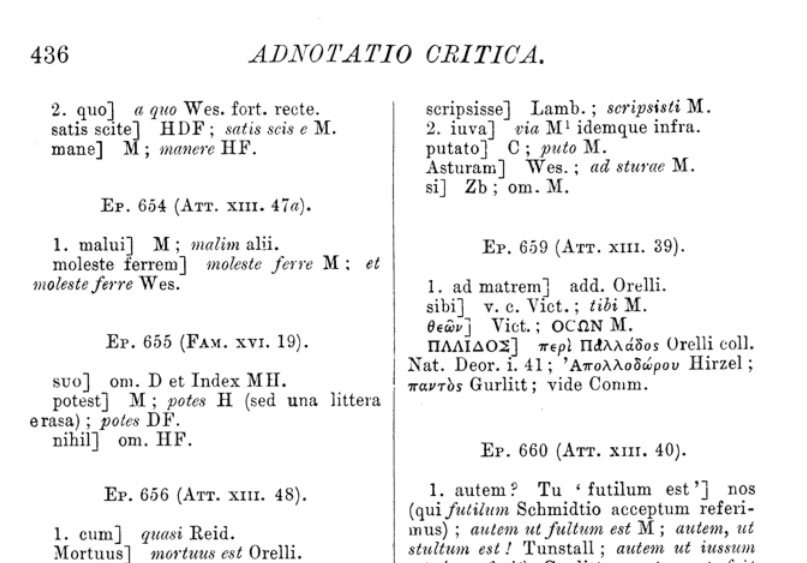 436 ADNOTATIO CRITICA.
2. quo] a quo Wes. fort. recte.
satis scite] HDF; satis scis e M.
mane] M; manere HF.
EP. 654 (ATT. XIII. 47a).
1. malui] M; malim alii.
moleste ferrem] moleste ferre M; et
moleste ferre Wes.
EP. 655 (FAM. XVI. 19).
suo] om. D et Index MH.
potest] M; potes H (sed una littera
erasa); potes DF.
nihil] om. HF.
EP. 656 (ATT. XIII. 48).
1. cum] quasi Reid.
Mortuus] mortuus est Orelli.
scripsisse] Lamb.; scripsisti M.
2. iuva] via M¹ idemque infra.
putato] C; puto M.
Asturam] Wes.; ad sturae M.
si] Zb; om. M.
EP. 659 (ATT. XIII. 39).
1. ad matrem] add. Orelli.
sibi] v. c. Vict.; tibi M.
θεῶν] Vict.; ΟCΩΝ M.
ΠΛΛΙΔΟΣ] περὶ Παλλάδος Orelli coll.
Nat. Deor. i. 41; Ἀπολλοδώρου Hirzel;
παντὸς Gurlitt; vide Comm.
EP. 660 (ATT. XIII. 40).
1. autem? Tu ‘futilum est’] nos
(qui futilum Schmidtio acceptum referi-
mus); autem ut fultum est M; autem, ut
stultum est! Tunstall; autem ut iussum